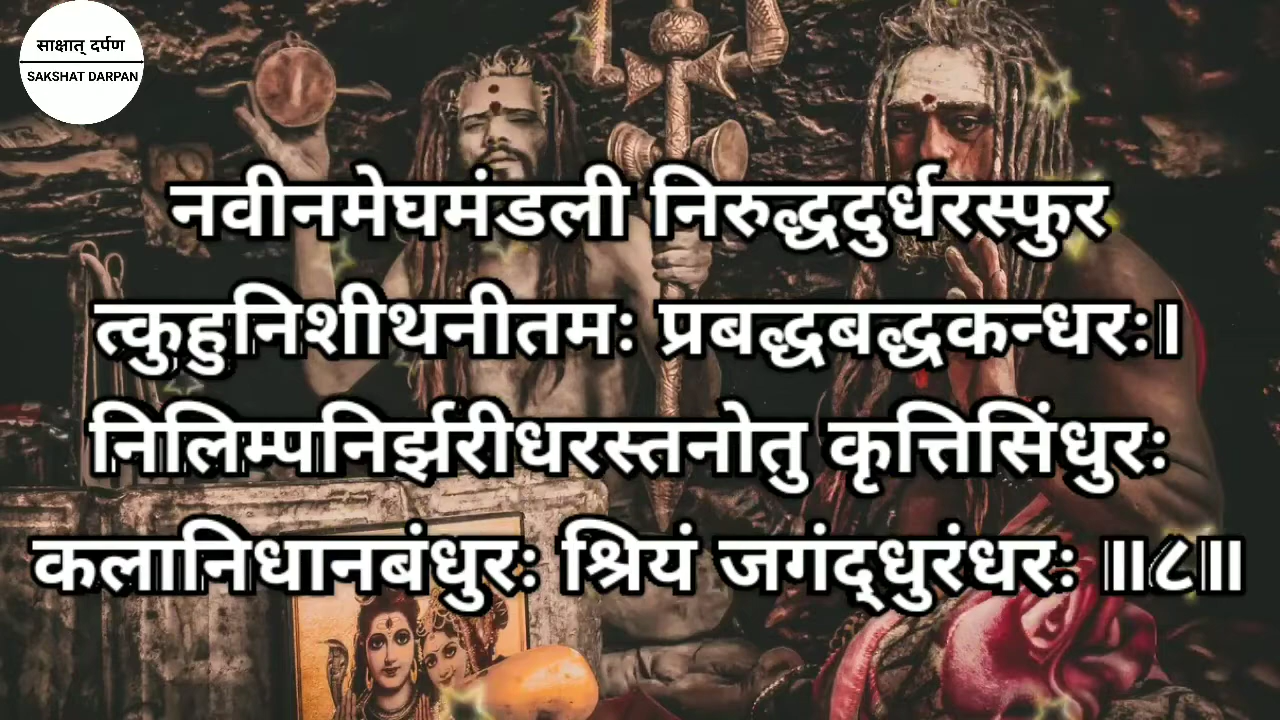 साक्षात् दर्पण
SAKSHAT DARPAN
नवीनमेघमंडली निरुद्धदुर्धरस्फुर
त्कुहुनिशीथनीतमः प्रबद्धबद्धकन्धरः।
निलिम्पनिर्झरीधरस्तनोतु कृत्तिसिंधुरः
कलानिधानबंधुरः श्रियं जगंद्‌धुरंधरः ॥८॥